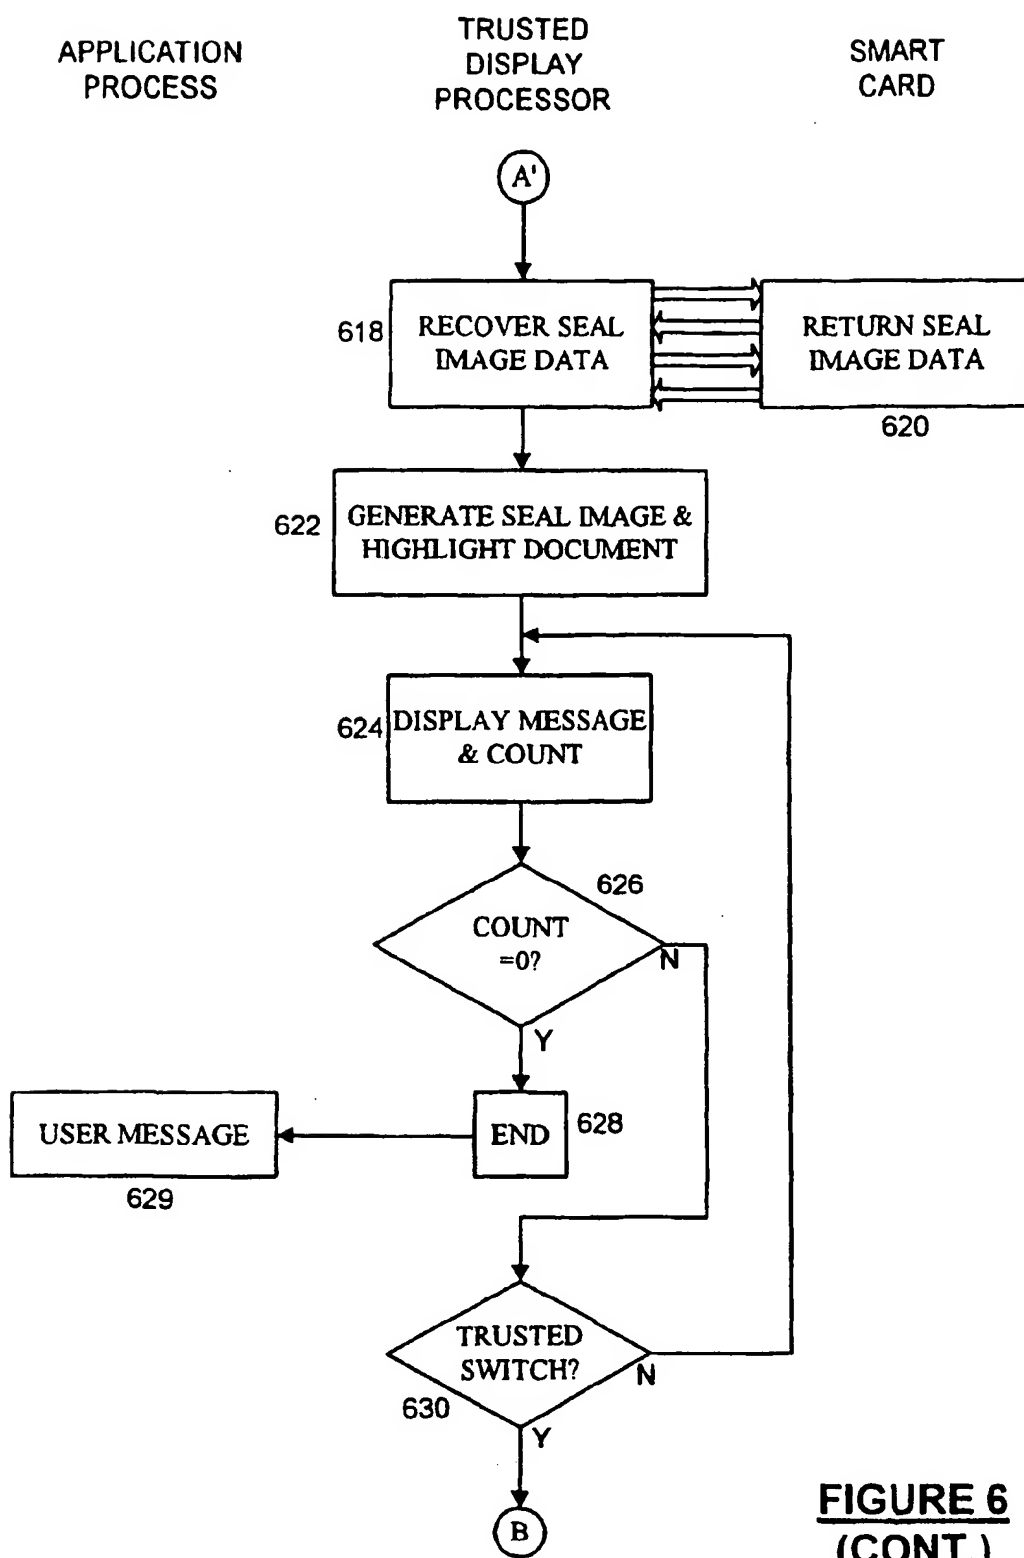 APPLICATION
PROCESS
TRUSTED
DISPLAY
PROCESSOR
SMART
CARD
A'
618
RECOVER SEAL
IMAGE DATA
RETURN SEAL
IMAGE DATA
620
622
GENERATE SEAL IMAGE &
HIGHLIGHT DOCUMENT
624
DISPLAY MESSAGE
& COUNT
626
COUNT
=0?
N
Y
USER MESSAGE
629
END
628
TRUSTED
SWITCH?
N
630
Y
B
FIGURE 6
(CONT.)